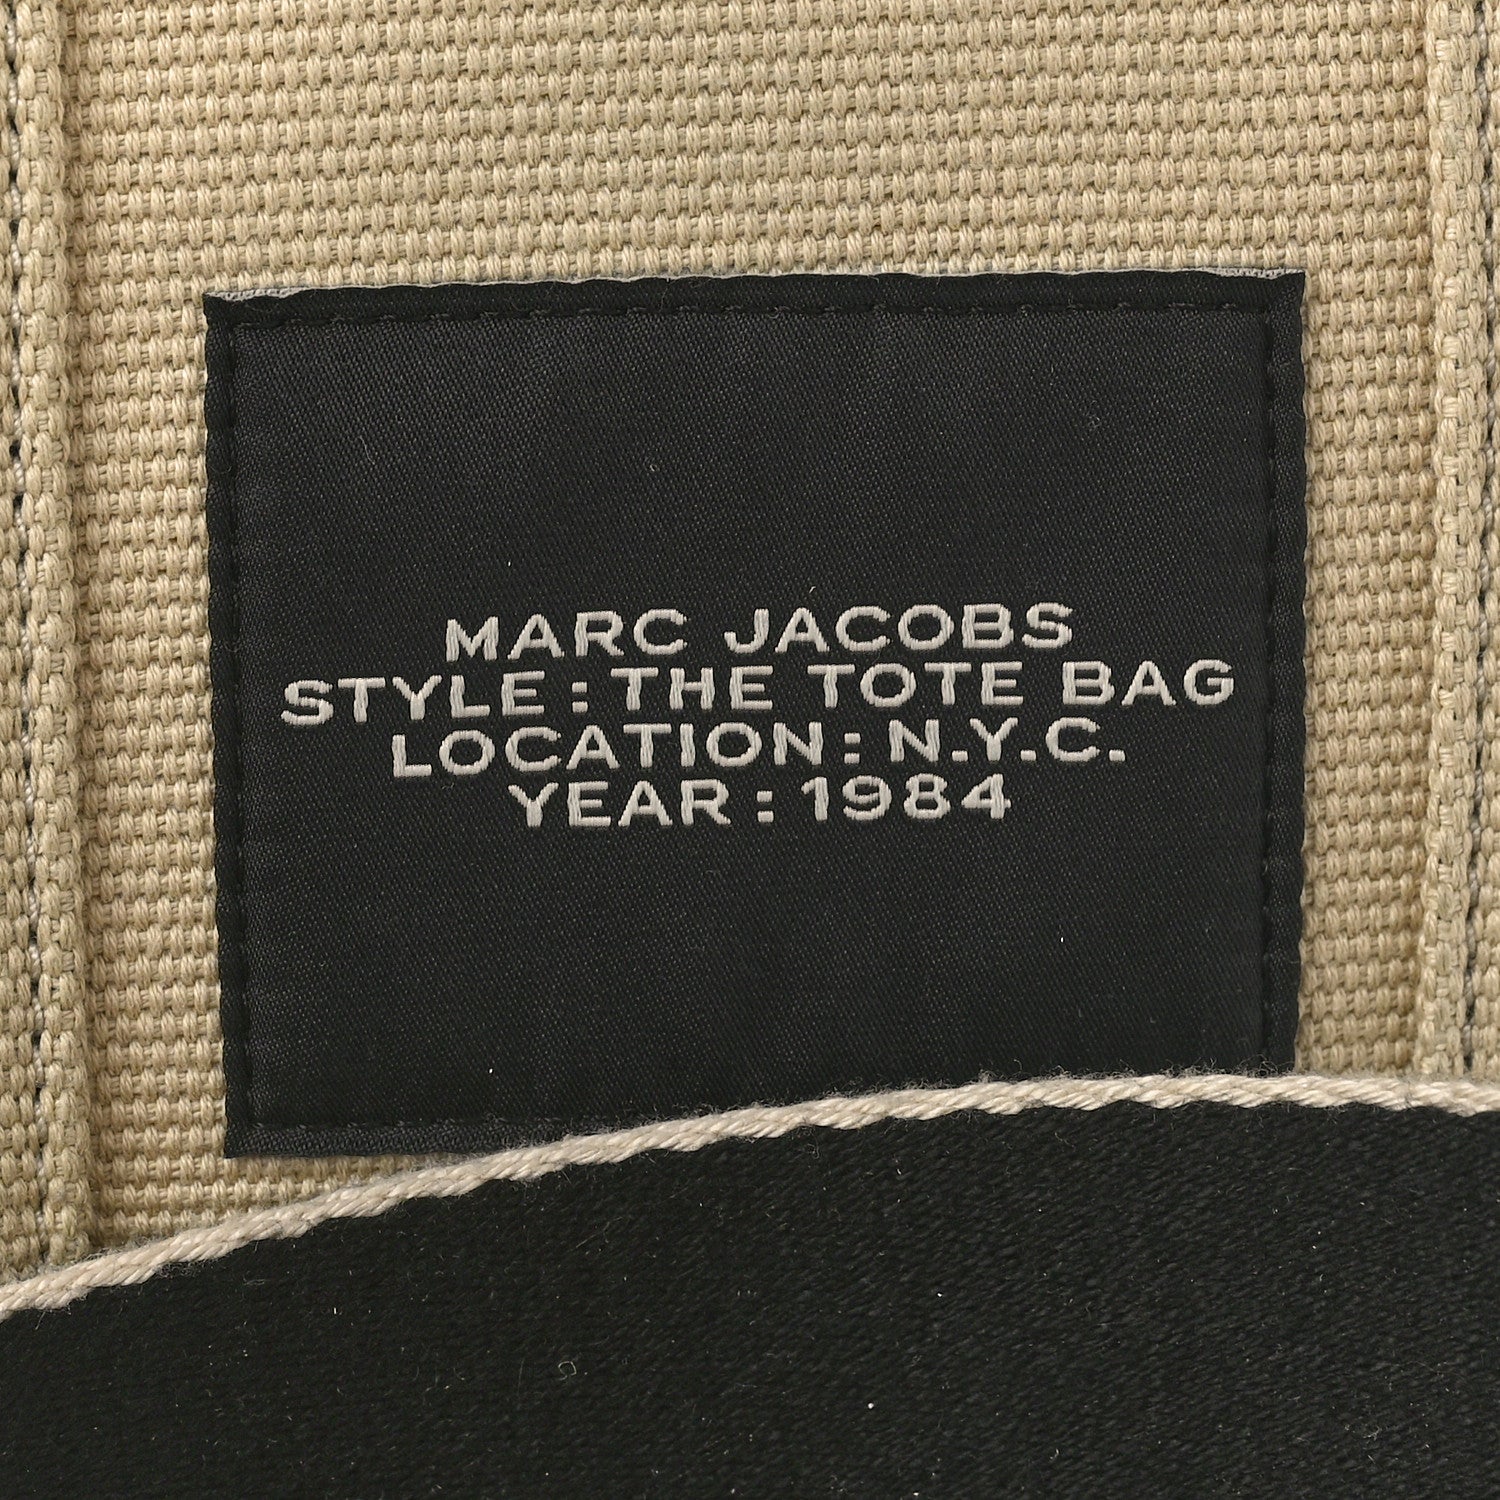 MARC JACOBS
STYLE : THE TOTE BAG
LOCATION : N.Y.C.
YEAR : 1984